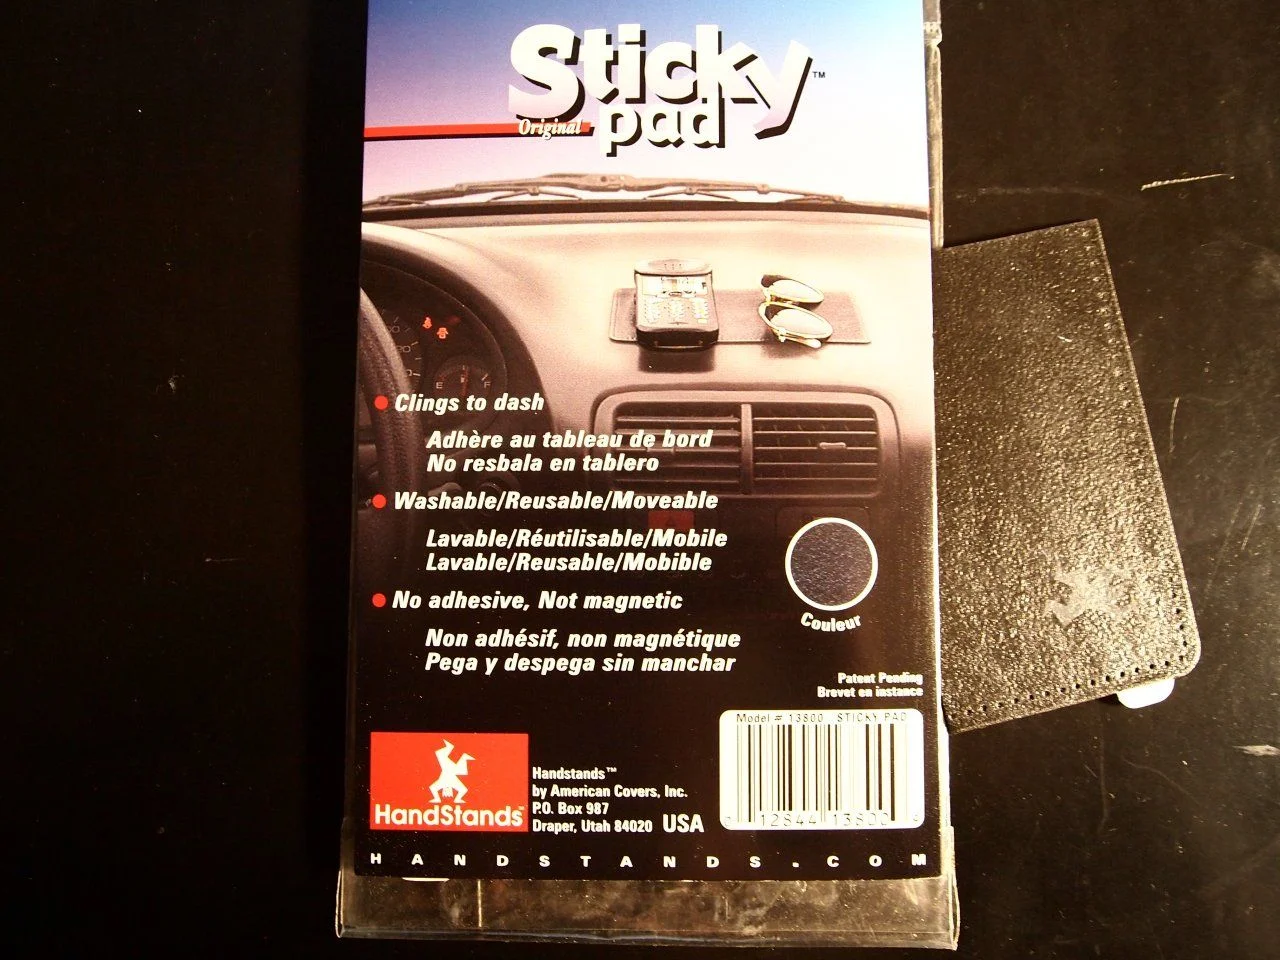 Sticky™
Original pad
E F
Clings to dash
Adhère au tableau de bord
No resbala en tablero
Washable/Reusable/Moveable
Lavable/Réutilisable/Mobile
Lavable/Reusable/Mobible
No adhesive, Not magnetic
Non adhésif, non magnétique
Pega y despega sin manchar
Couleur
Patent Pending
Brevet en instance
Model # 13800 STICKY PAD
12844 13800
HandStands™
Handstands™
by American Covers, Inc.
P.O. Box 987
Draper, Utah 84020 USA
HANDSTANDS.COM